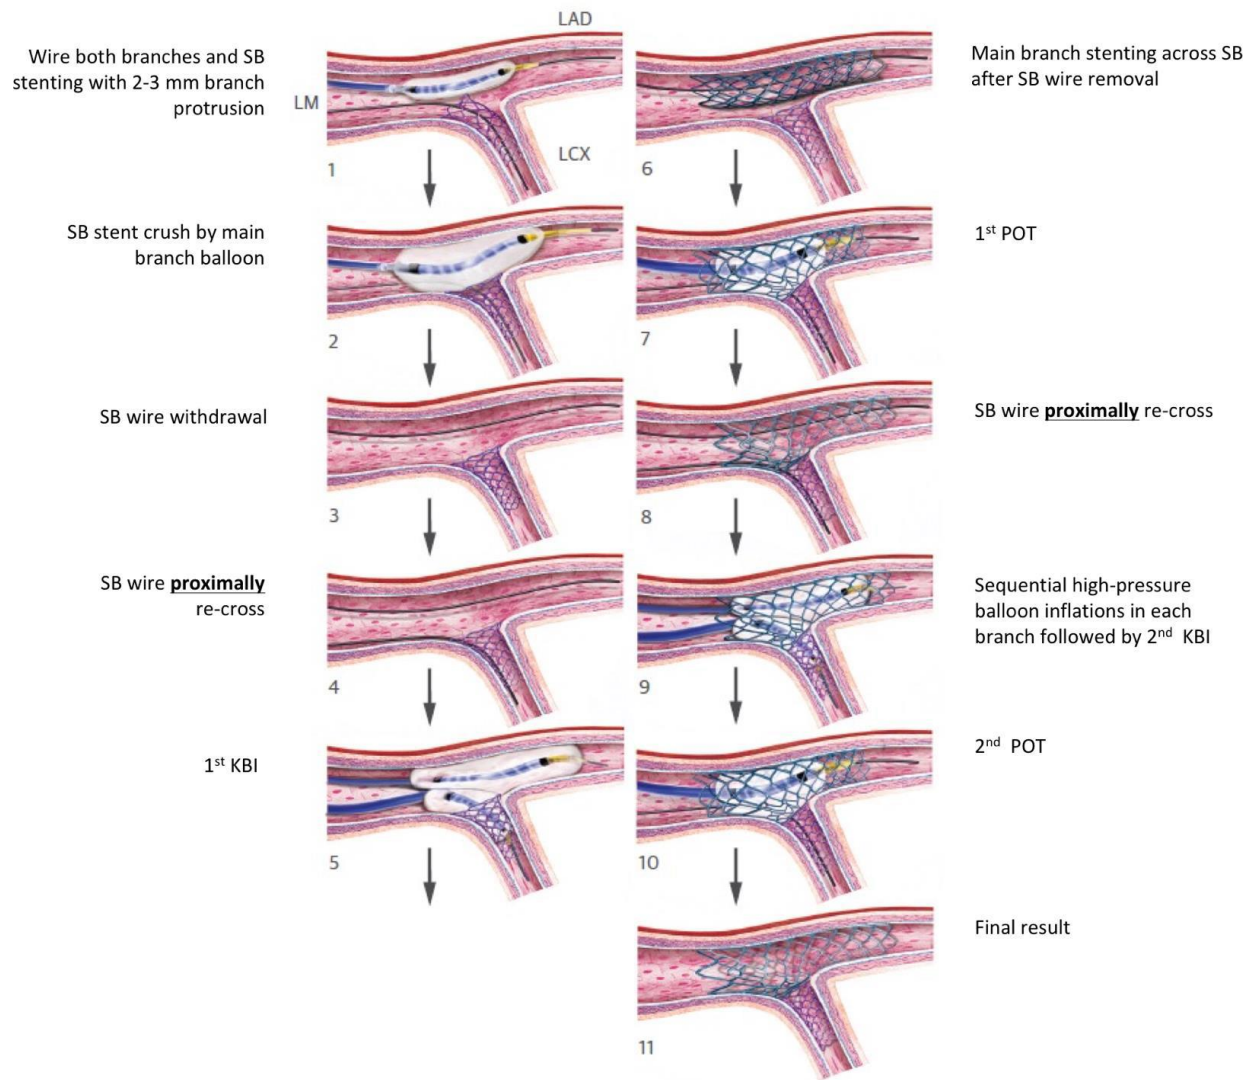 Wire both branches and SB
stenting with 2-3 mm branch
protrusion
LAD
LM
LCX
1
SB stent crush by main
branch balloon
2
SB wire withdrawal
3
SB wire proximally
re-cross
4
1st KBI
5
Main branch stenting across SB
after SB wire removal
6
1st POT
7
SB wire proximally re-cross
8
Sequential high-pressure
balloon inflations in each
branch followed by 2nd KBI
9
2nd POT
10
Final result
11